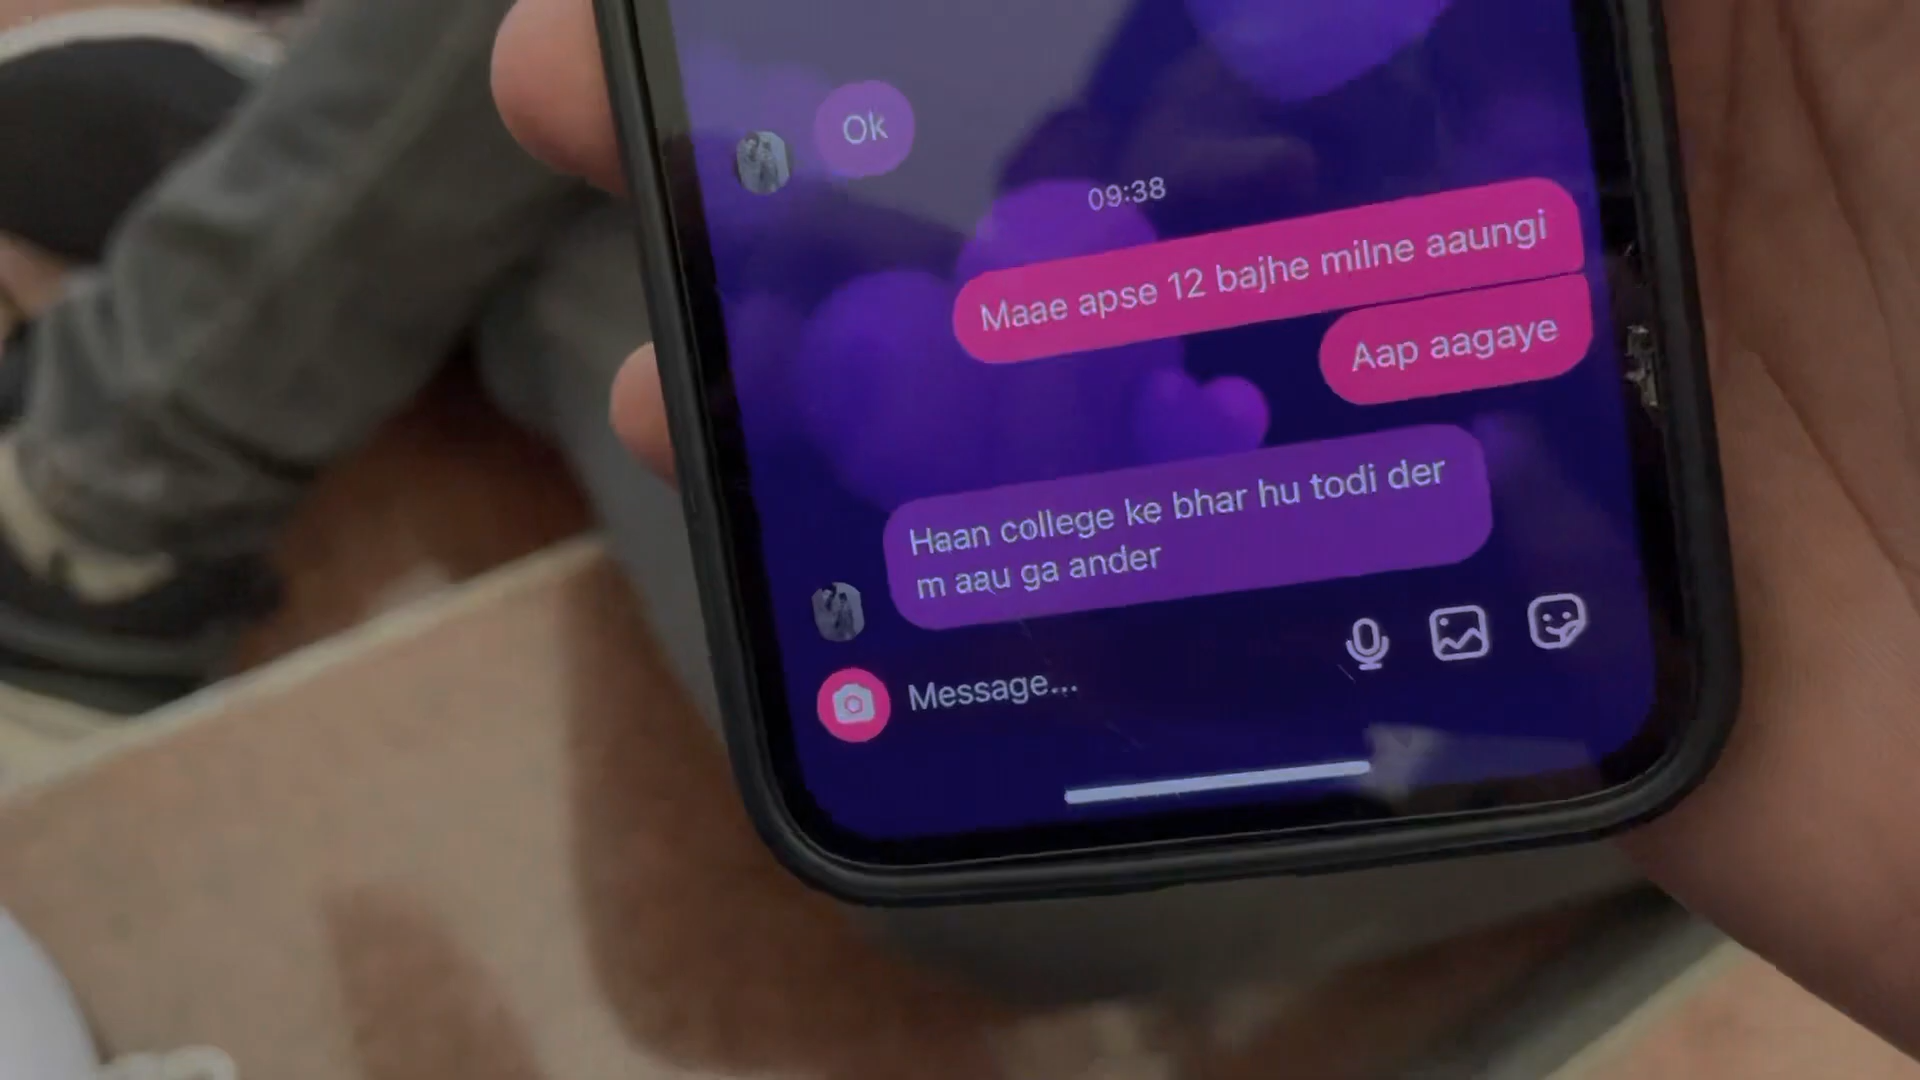 Ok
09:38
Maae apse 12 bajhe milne aaungi
Aap aagaye
Haan college ke bhar hu todi der
m aau ga ander
Message...